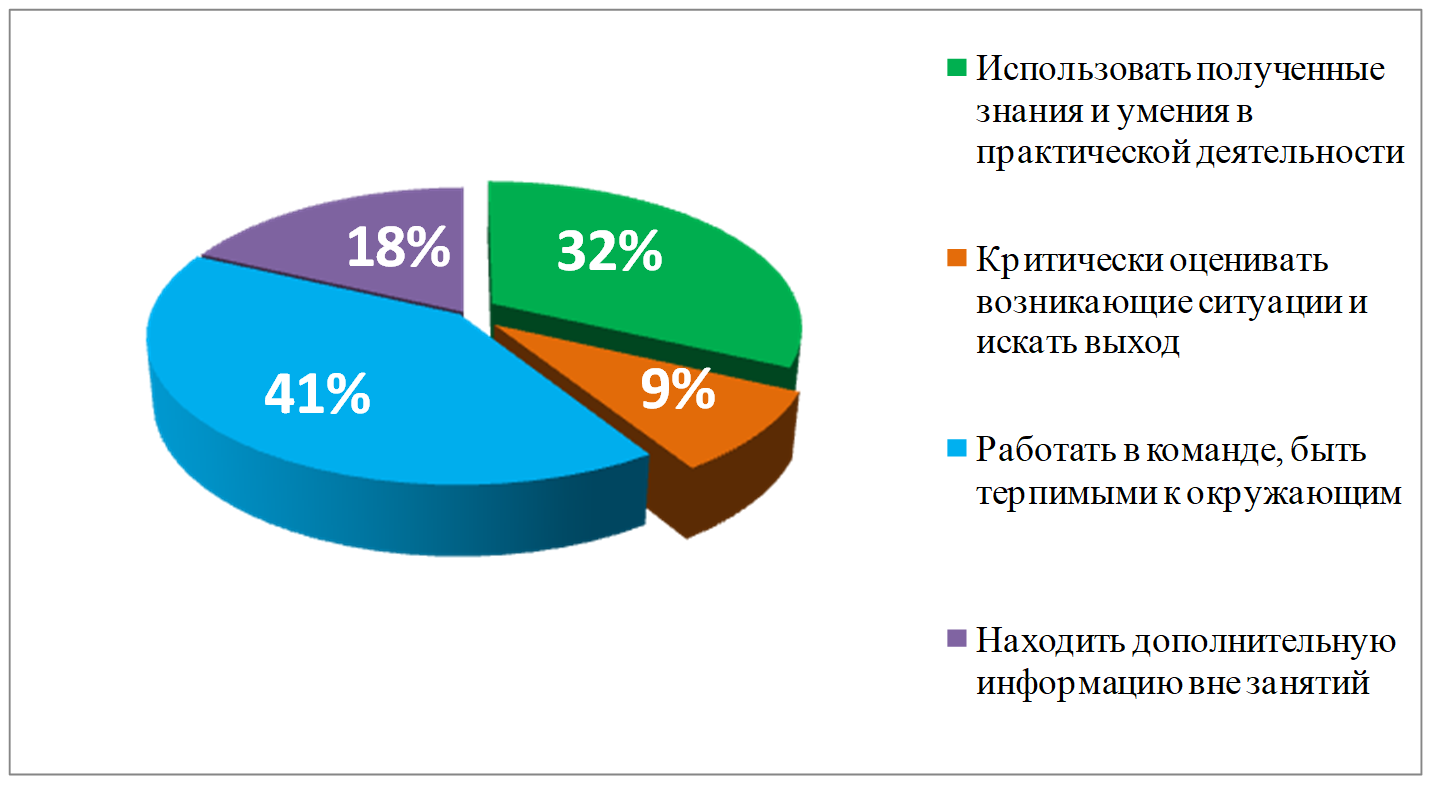 18%
32%
41%
9%
Использовать полученные
знания и умения в
практической деятельности
Критически оценивать
возникающие ситуации и
искать выход
Работать в команде, быть
терпимыми к окружающим
Находить дополнительную
информацию вне занятий